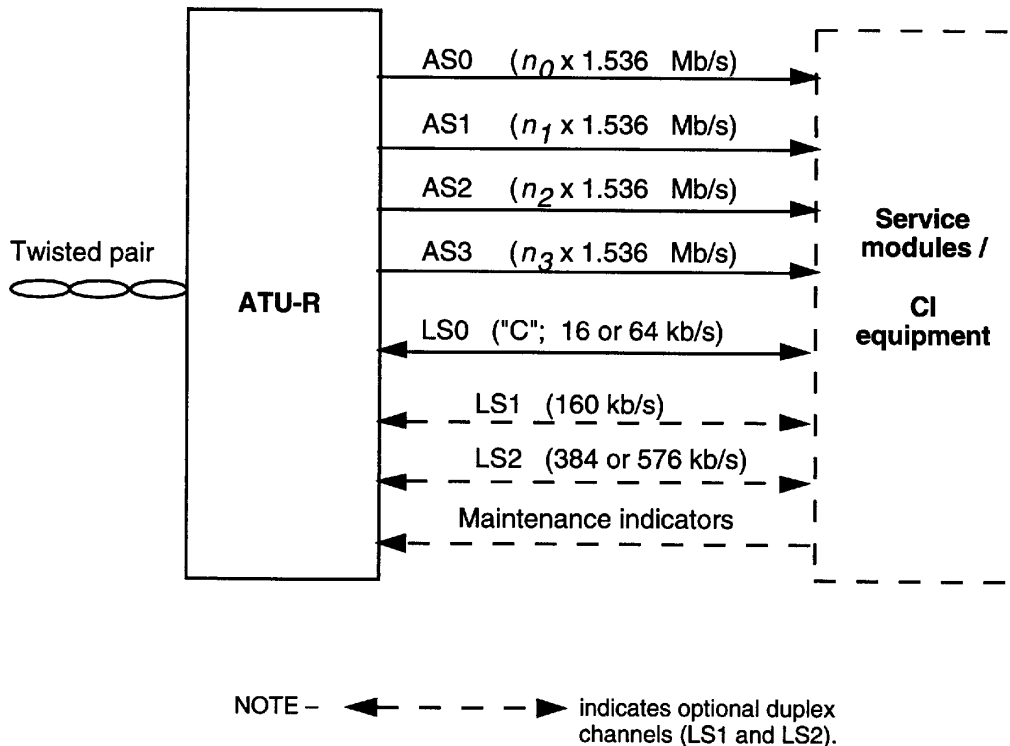 AS0 (n0 x 1.536 Mb/s)
AS1 (n1 x 1.536 Mb/s)
AS2 (n2 x 1.536 Mb/s)
AS3 (n3 x 1.536 Mb/s)
Twisted pair
ATU-R
LS0 ("C"; 16 or 64 kb/s)
LS1 (160 kb/s)
LS2 (384 or 576 kb/s)
Maintenance indicators
Service
modules /
CI
equipment
NOTE – indicates optional duplex
channels (LS1 and LS2).